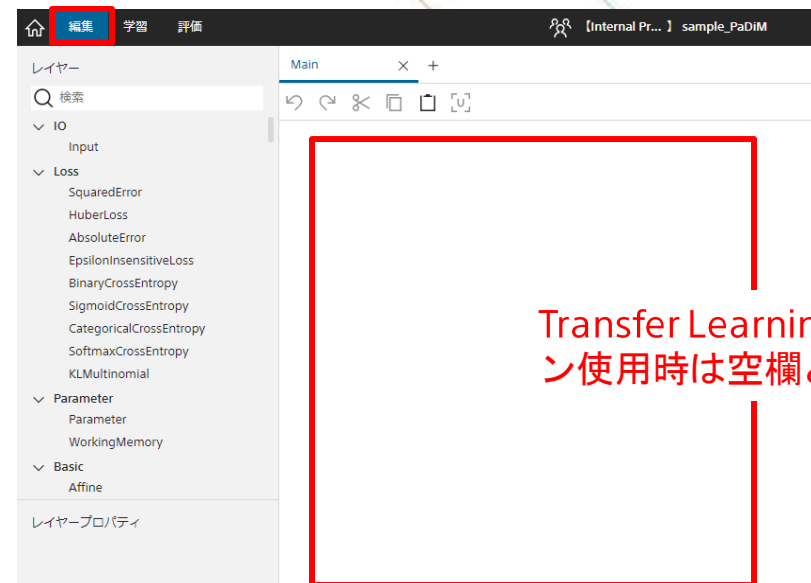 編集 学習 評価 【Internal Pr... 】 sample_PaDiM
レイヤー
検索
IO
Input
Loss
SquaredError
HuberLoss
AbsoluteError
EpsilonInsensitiveLoss
BinaryCrossEntropy
SigmoidCrossEntropy
CategoricalCrossEntropy
SoftmaxCrossEntropy
KLMultinomial
Parameter
Parameter
WorkingMemory
Basic
Affine
レイヤープロパティ
Main
Transfer
ン使用時は空欄